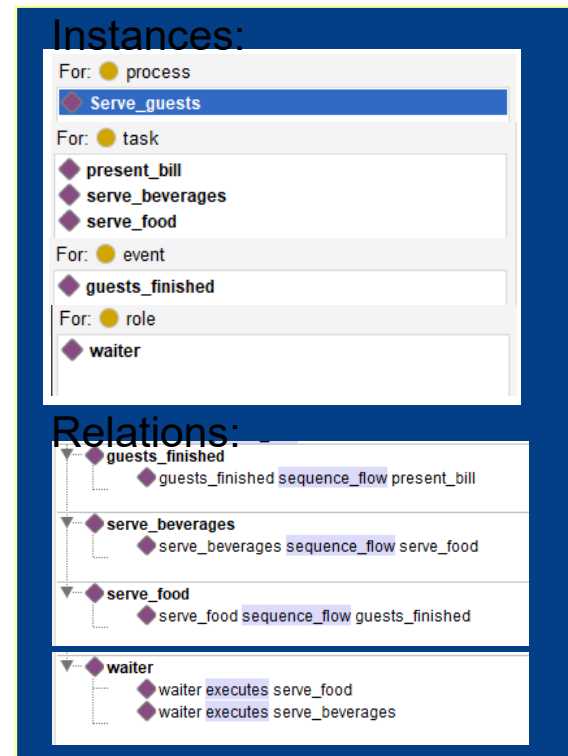 Instances:
For: process
Serve_guests
For: task
present_bill
serve_beverages
serve_food
For: event
guests_finished
For: role
waiter
Relations:
guests_finished
guests_finished sequence_flow present_bill
serve_beverages
serve_beverages sequence_flow serve_food
serve_food
serve_food sequence_flow guests_finished
waiter
waiter executes serve_food
waiter executes serve_beverages